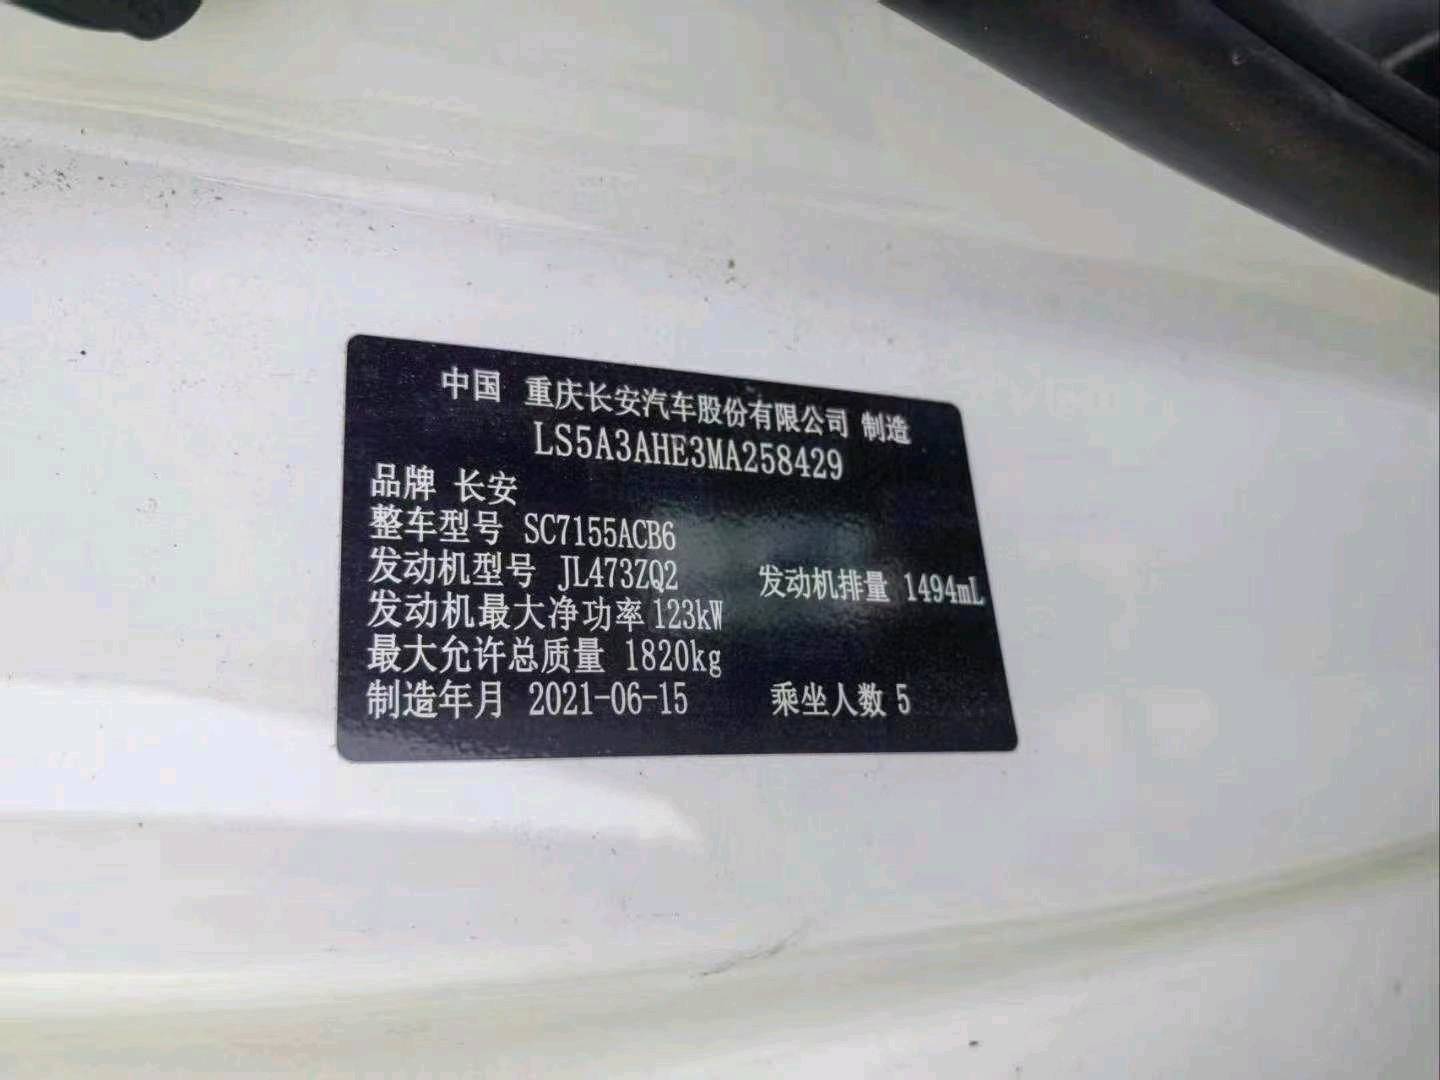 中国 重庆长安汽车股份有限公司 制造
LS5A3AHE3MA258429
品牌 长安
整车型号 SC7155ACB6
发动机型号 JL473ZQ2 发动机排量 1494mL
发动机最大净功率 123kW
最大允许总质量 1820kg
制造年月 2021-06-15 乘坐人数 5